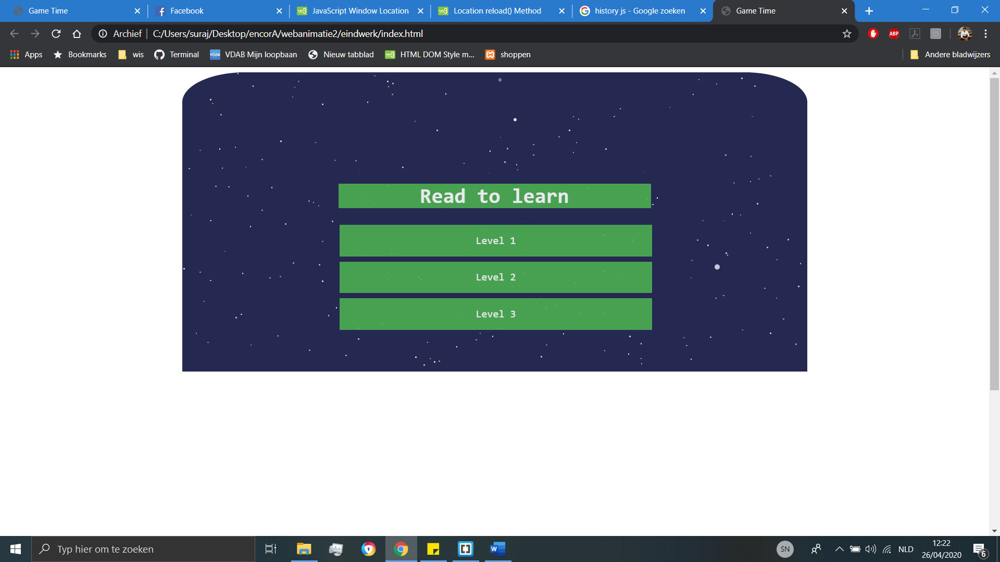 Game Time
Facebook
JavaScript Window Location
Location reload() Method
history js - Google zoeken
Game Time
Archief
C:/Users/suraj/Desktop/encorA/webanimatie2/eindwerk/index.html
ABP
Apps
Bookmarks
wis
Terminal
VDAB
VDAB Mijn loopbaan
Nieuw tabblad
HTML DOM Style m...
shoppen
Andere bladwijzers
Read to learn
Level 1
Level 2
Level 3
Typ hier om te zoeken
SN
NLD
12:22
26/04/2020
6